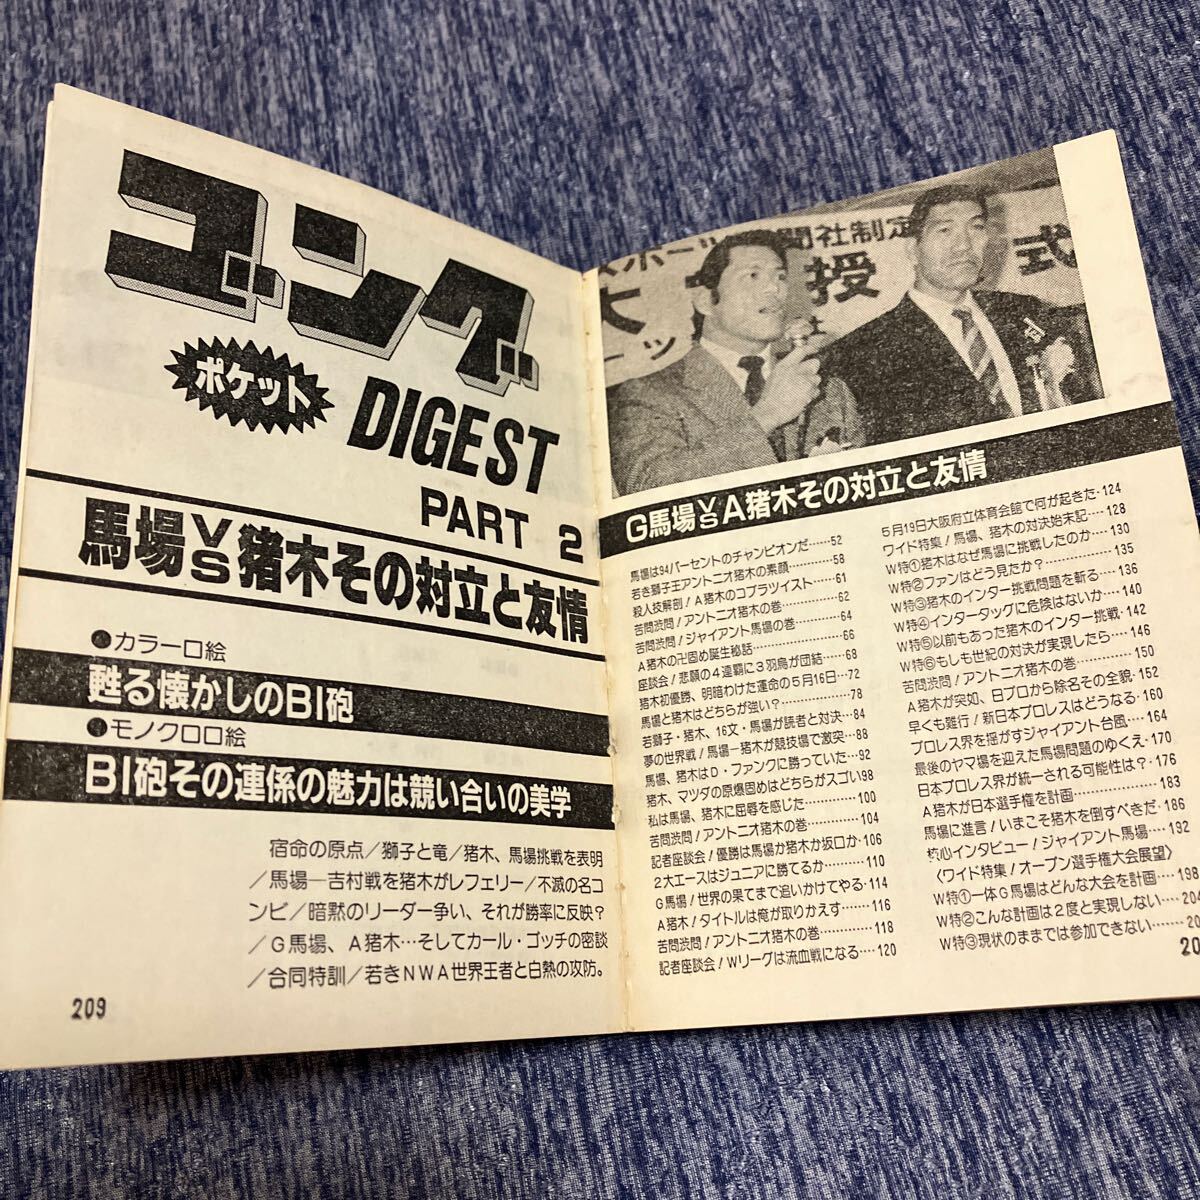 ゴング
ポケット
DIGEST
PART 2
馬場VS猪木その対立と友情
●カラー口絵
甦る懐かしのBI砲
●モノクロ口絵
BI砲その連係の魅力は競い合いの美学
宿命の原点/獅子と竜/猪木、馬場挑戦を表明
/馬場―吉村戦を猪木がレフェリー/不滅の名コ
ンビ/暗黙のリーダー争い、それが勝率に反映?
/G馬場、A猪木…そしてカール・ゴッチの密談
/合同特訓/若きNWA世界王者と白熱の攻防。
209
スポーツ 聞社制定
大 授 式
G馬場VSA猪木その対立と友情
馬場は94パーセントのチャンピオンだ……52
若き獅子王アントニオ猪木の素顔…………58
殺人技解剖!A猪木のコブラツイスト……61
苦問渋問!アントニオ猪木の巻……………62
苦問渋問!ジャイアント馬場の巻…………64
A猪木の卍固め誕生秘話……………………66
座談会!悲願の4連覇に3羽烏が団結……68
猪木初優勝、明暗わけた運命の5月16日…72
馬場と猪木はどちらが強い?………………78
若獅子・猪木、16文・馬場が読者と対決…84
夢の世界戦!馬場―猪木が競技場で激突…88
馬場、猪木はD・ファンクに勝っていた…92
猪木、マツダの原爆固めはどちらがスゴい98
私は馬場、猪木に屈辱を感じた……………100
苦問渋問!アントニオ猪木の巻……………104
記者座談会!優勝は馬場か猪木か坂口か・106
2大エースはジュニアに勝てるか…………110
G馬場!世界の果てまで追いかけてやる・114
A猪木!タイトルは俺が取りかえす………116
苦問渋問!アントニオ猪木の巻……………118
記者座談会!Wリーグは流血戦になる……120
5月19日大阪府立体育会館で何が起きた・124
ワイド特集!馬場、猪木の対決始末記……128
W特①猪木はなぜ馬場に挑戦したのか……130
W特②ファンはどう見たか?………………135
W特③猪木のインター挑戦問題を斬る……136
W特④インタータッグに危険はないか……140
W特⑤以前もあった猪木のインター挑戦…142
W特⑥もしも世紀の対決が実現したら……146
苦問渋問!アントニオ猪木の巻……………150
A猪木が突如、日プロから除名その全貌・152
早くも難行!新日本プロレスはどうなる・160
プロレス界を揺がすジャイアント台風……164
最後のヤマ場を迎えた馬場問題のゆくえ・170
日本プロレス界が統一される可能性は?・176
A猪木が日本選手権を計画…………………183
馬場に進言!いまこそ猪木を倒すべきだ・186
核心インタビュー!ジャイアント馬場……192
〈ワイド特集!オープン選手権大会展望〉
W特①一体G馬場はどんな大会を計画……198
W特②こんな計画は2度と実現しない……204
W特③現状のままでは参加できない………20
20